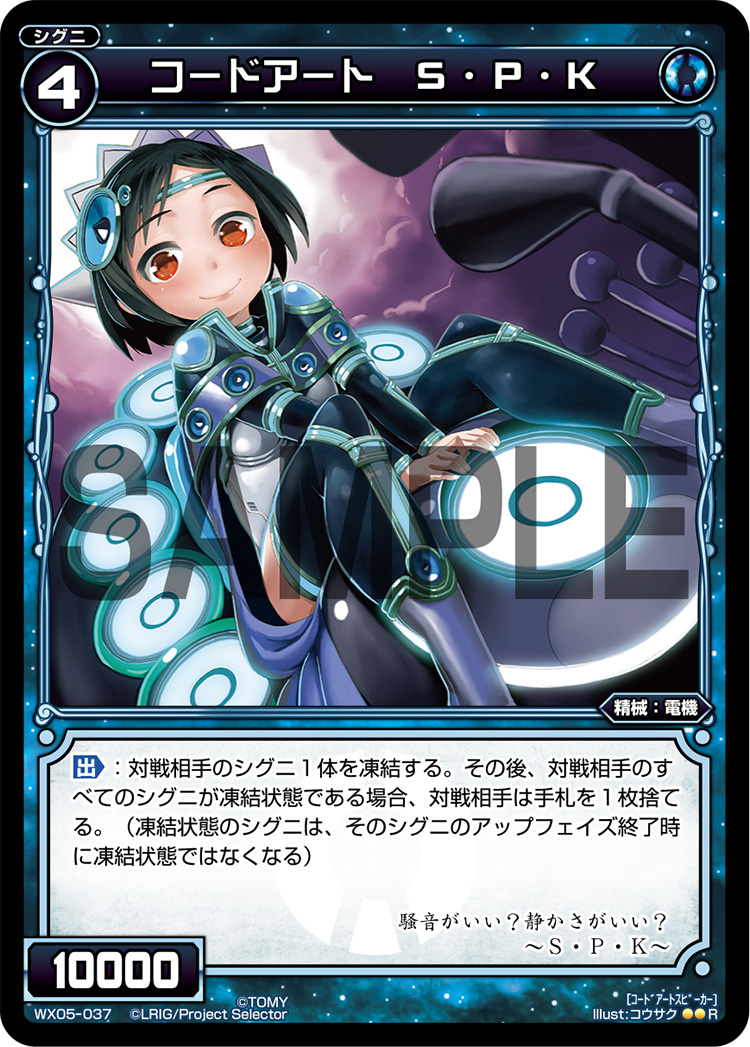 シグニ
4
コードアート S・P・K
SAMPLE
精械：電機
出：対戦相手のシグニ１体を凍結する。その後、対戦相手のす
べてのシグニが凍結状態である場合、対戦相手は手札を１枚捨て
る。（凍結状態のシグニは、そのシグニのアップフェイズ終了時
に凍結状態ではなくなる）
騒音がいい？静かさがいい？
～S・P・K～
10000
©TOMY
[コードアートスピーカー]
WX05-037 ©LRIG/Project Selector
Illust:コウサク R